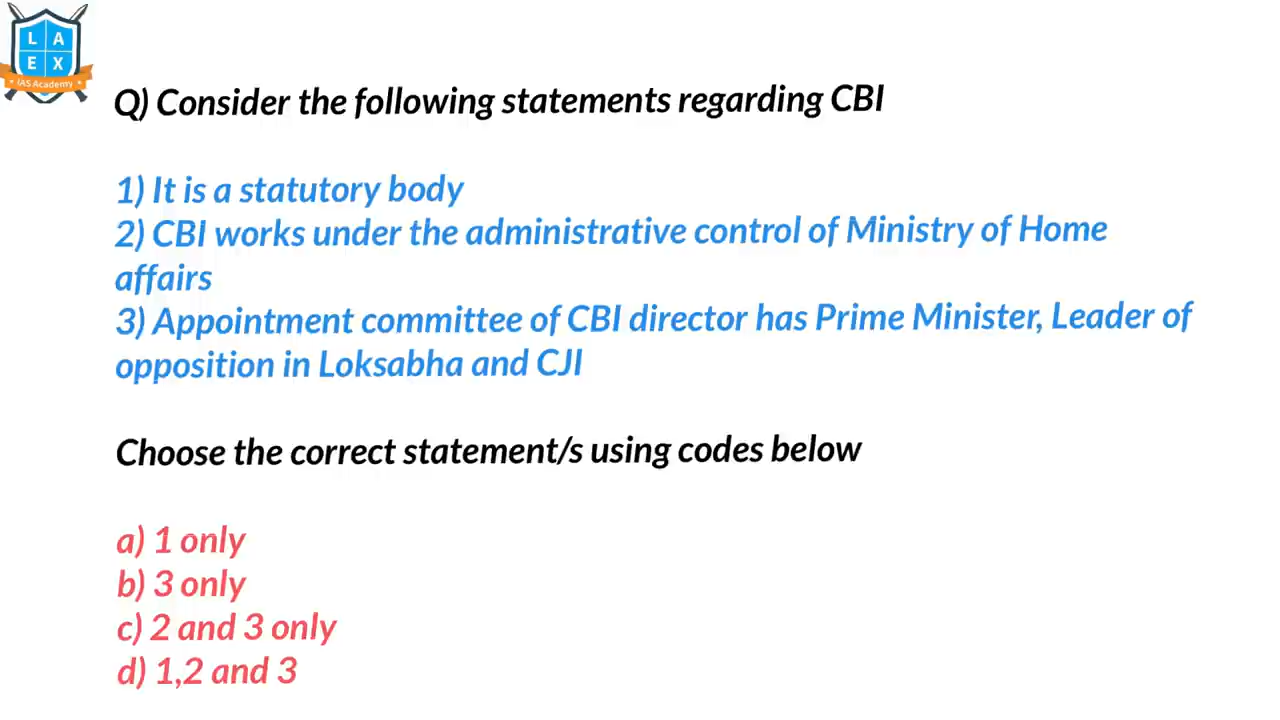 L A
E X
IAS Academy
Q) Consider the following statements regarding CBI
1) It is a statutory body
2) CBI works under the administrative control of Ministry of Home
affairs
3) Appointment committee of CBI director has Prime Minister, Leader of
opposition in Loksabha and CJI
Choose the correct statement/s using codes below
a) 1 only
b) 3 only
c) 2 and 3 only
d) 1,2 and 3